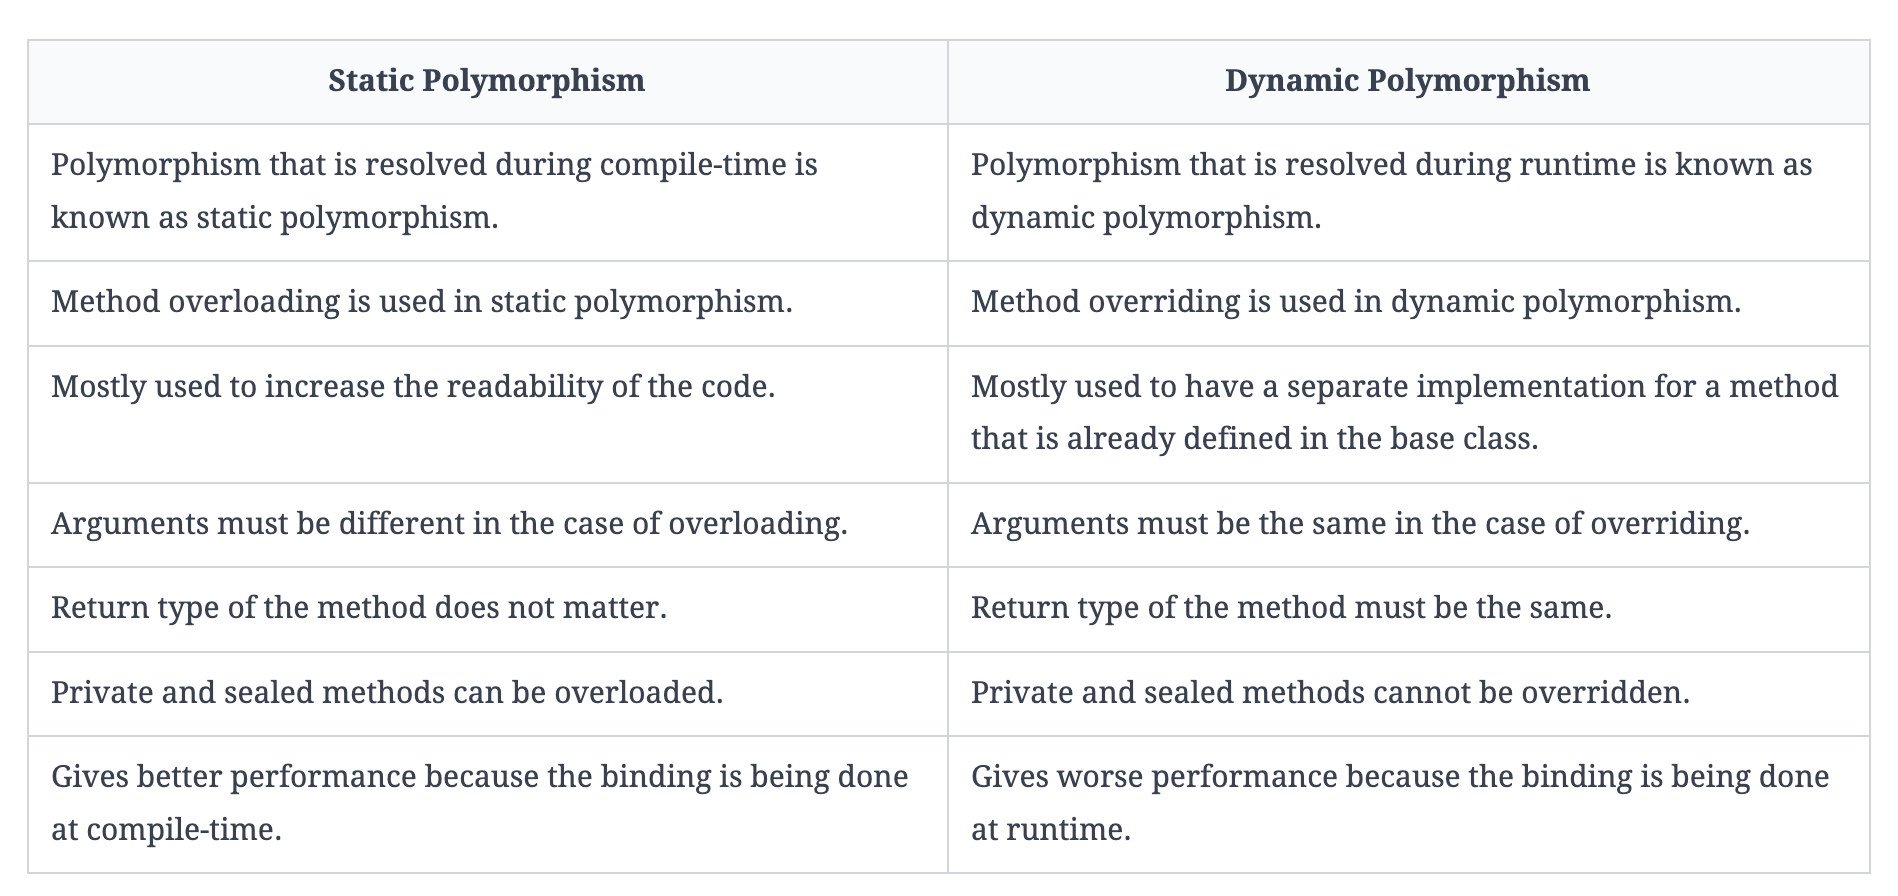 Static Polymorphism
Dynamic Polymorphism
Polymorphism that is resolved during compile-time is
known as static polymorphism.
Polymorphism that is resolved during runtime is known as
dynamic polymorphism.
Method overloading is used in static polymorphism.
Method overriding is used in dynamic polymorphism.
Mostly used to increase the readability of the code.
Mostly used to have a separate implementation for a method
that is already defined in the base class.
Arguments must be different in the case of overloading.
Arguments must be the same in the case of overriding.
Return type of the method does not matter.
Return type of the method must be the same.
Private and sealed methods can be overloaded.
Private and sealed methods cannot be overridden.
Gives better performance because the binding is being done
at compile-time.
Gives worse performance because the binding is being done
at runtime.